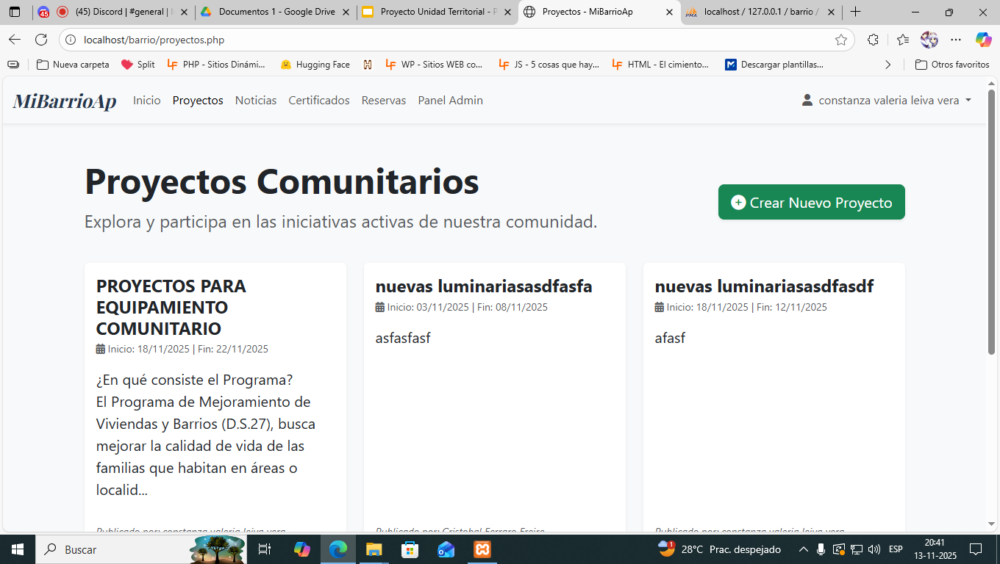 (45) Discord | #general |
Documentos 1 - Google Drive
Proyecto Unidad Territorial - P
Proyectos - MiBarrioAp
localhost / 127.0.0.1 / barrio /
localhost/barrio/proyectos.php
Nueva carpeta
Split
PHP - Sitios Dinámi...
Hugging Face
WP - Sitios WEB co...
JS - 5 cosas que hay...
HTML - El cimiento...
Descargar plantillas...
Otros favoritos
MiBarrioAp
Inicio
Proyectos
Noticias
Certificados
Reservas
Panel Admin
constanza valeria leiva vera
Proyectos Comunitarios
Explora y participa en las iniciativas activas de nuestra comunidad.
Crear Nuevo Proyecto
PROYECTOS PARA
EQUIPAMIENTO
COMUNITARIO
Inicio: 18/11/2025 | Fin: 22/11/2025
¿En qué consiste el Programa?
El Programa de Mejoramiento de
Viviendas y Barrios (D.S.27), busca
mejorar la calidad de vida de las
familias que habitan en áreas o
localid...
Publicado por: constanza valeria leiva vera
nuevas luminariasasdfasfa
Inicio: 03/11/2025 | Fin: 08/11/2025
asfasfasf
Publicado por: Cristobal Ferraro Freire
nuevas luminariasasdfasdf
Inicio: 18/11/2025 | Fin: 12/11/2025
afasf
Publicado por: constanza valeria leiva vera
Buscar
28°C Prac. despejado
ESP
20:41
13-11-2025